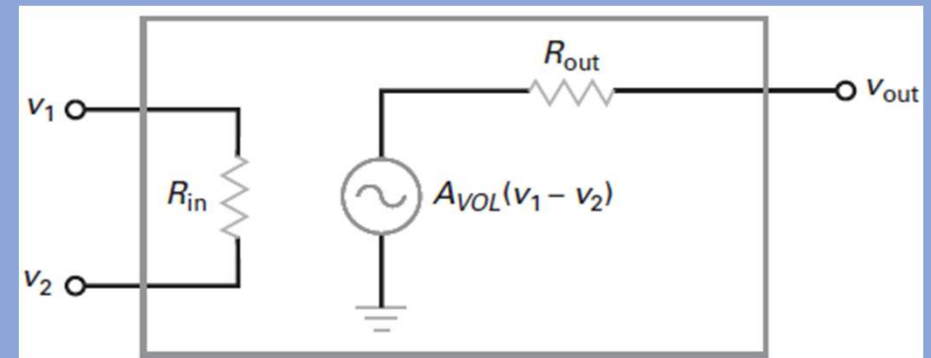 Rout
v1
vout
Rin
AVOL(v1 – v2)
v2